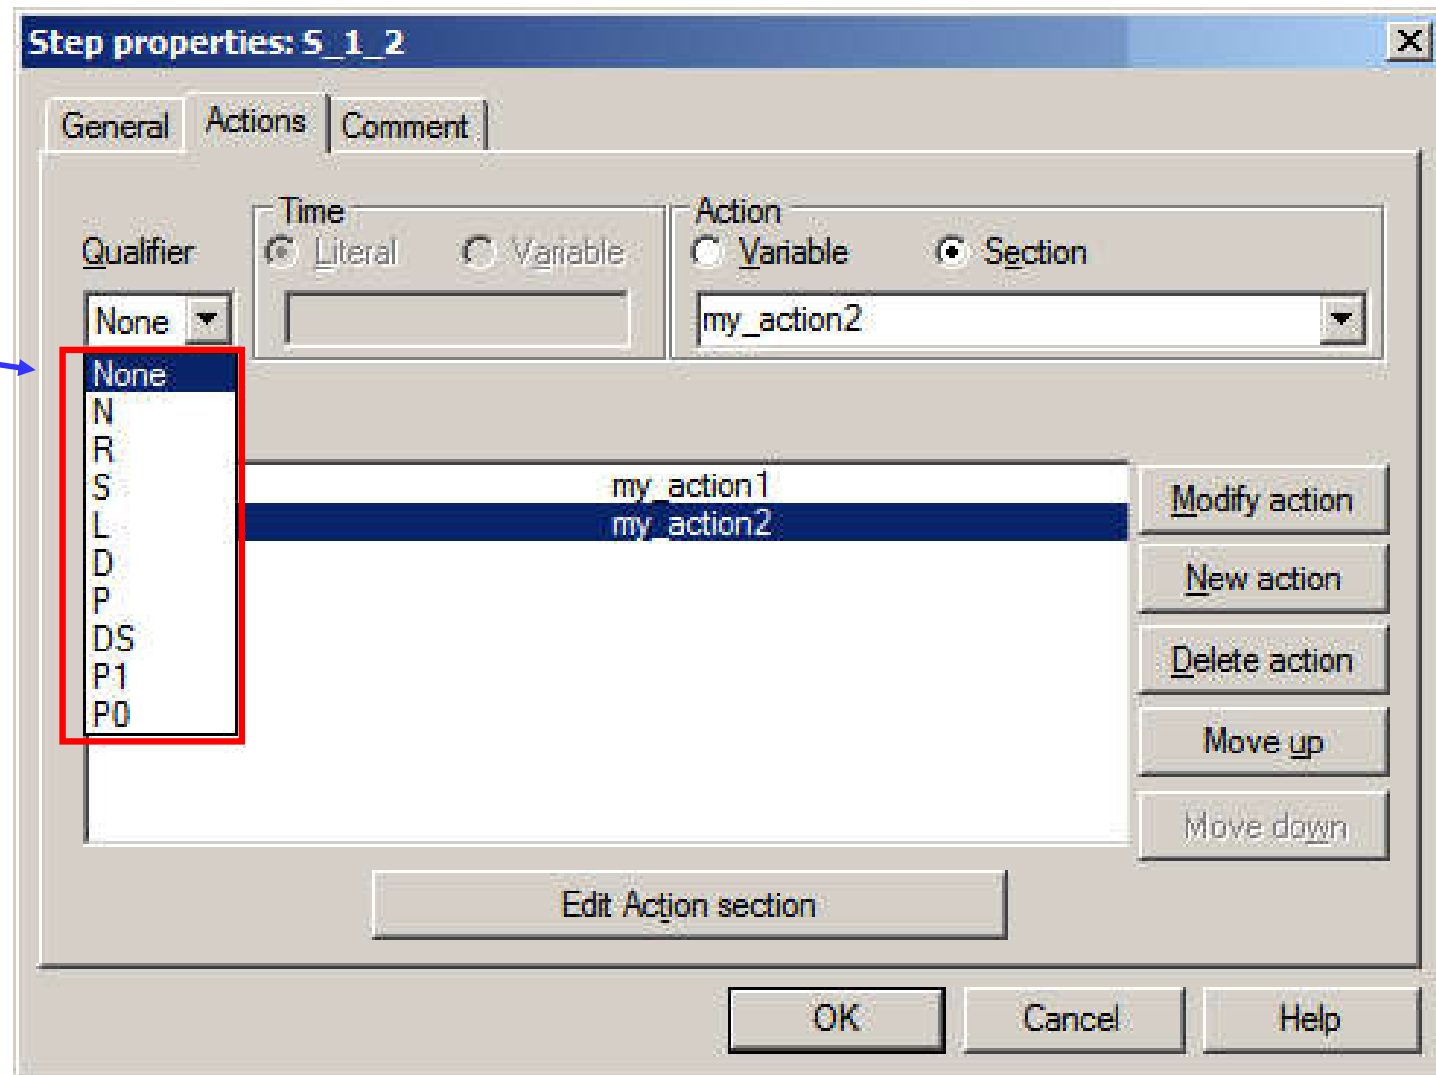 Step properties: S_1_2
General Actions Comment
Time Action
Qualifier Literal Variable Variable Section
None my_action2
None
N
R
S my_action1 Modify action
L my_action2
D New action
P
DS Delete action
P1
P0 Move up
Move down
Edit Action section
OK Cancel Help